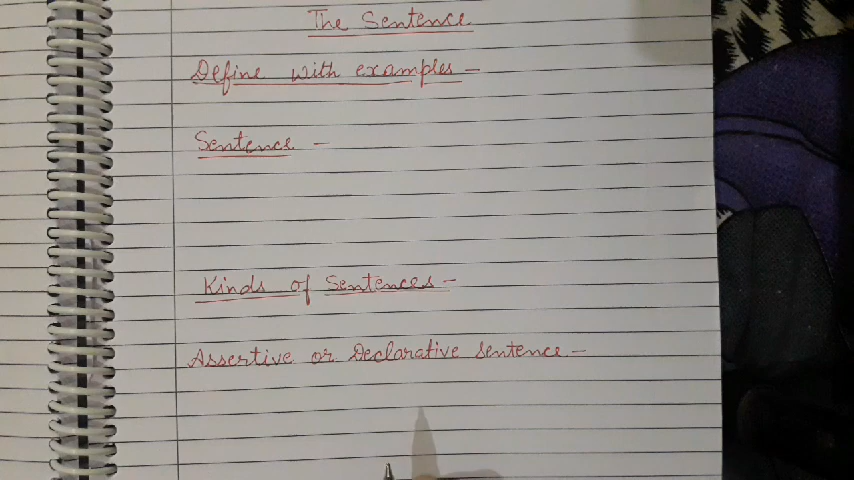 The Sentence
Define with examples -
Sentence -
Kinds of Sentences -
Assertive or Declarative Sentence -